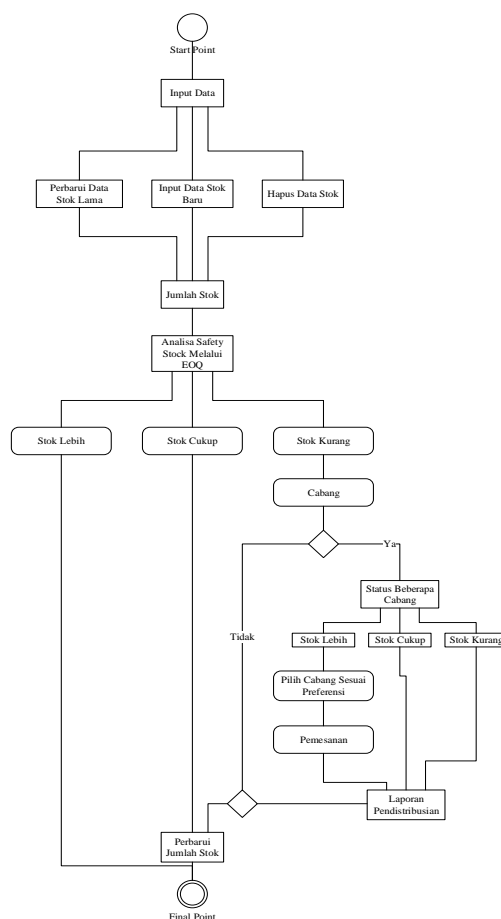 Start Point
Input Data
Perbarui Data
Stok Lama
Input Data Stok
Baru
Hapus Data Stok
Jumlah Stok
Analisa Safety
Stock Melalui
EOQ
Stok Lebih
Stok Cukup
Stok Kurang
Cabang
Ya
Status Beberapa
Cabang
Tidak
Stok Lebih
Stok Cukup
Stok Kurang
Pilih Cabang Sesuai
Preferensi
Pemesanan
Laporan
Pendistribusian
Perbarui
Jumlah Stok
Final Point